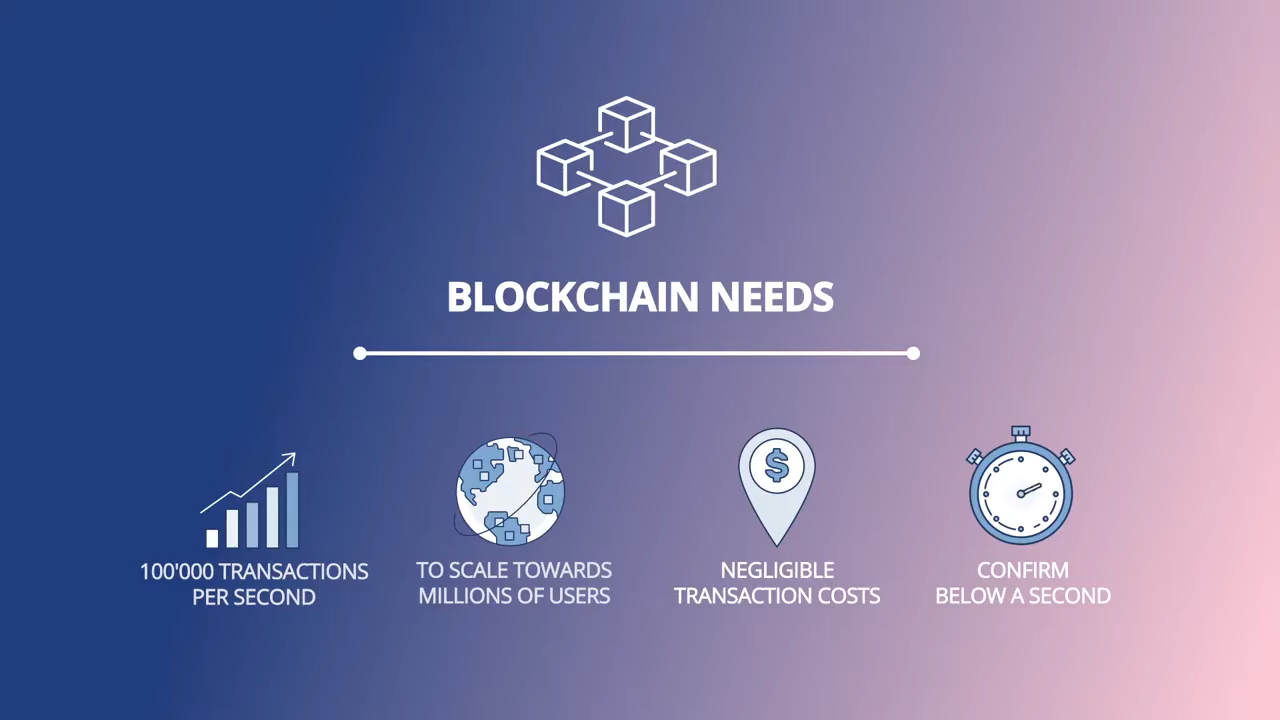 BLOCKCHAIN NEEDS
100'000 TRANSACTIONS
PER SECOND
TO SCALE TOWARDS
MILLIONS OF USERS
$
NEGLIGIBLE
TRANSACTION COSTS
CONFIRM
BELOW A SECOND